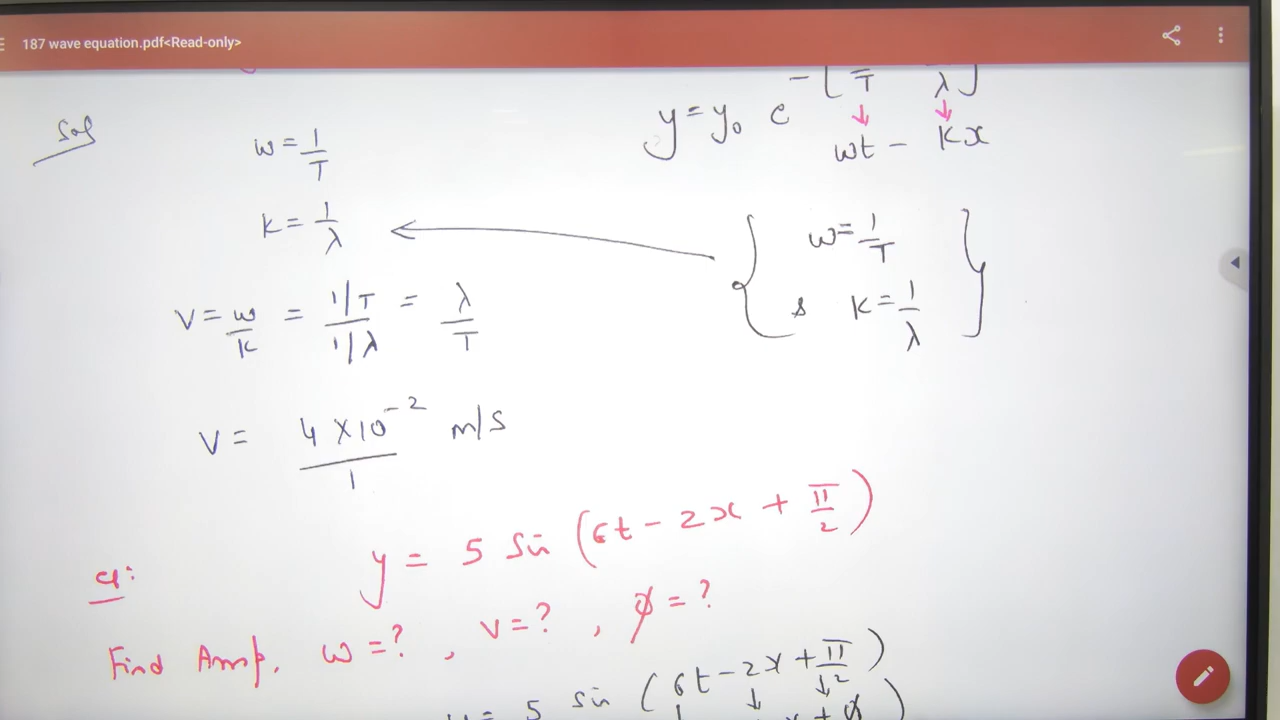 187 wave equation.pdf<Read-only>
Sol
w = 1/T
y = y₀ e^-[ /T  /λ]
wt - kx
k = 1/λ
w = 1/T
& k = 1/λ
v = w/k = 1/T / 1/λ = λ/T
v = 4 × 10⁻² / 1 m/s
Q: y = 5 sin (6t - 2x + π/2)
Find Amp, w = ?, v = ?, φ = ?
y = 5 sin (6t - 2x + π/2)
x + φ)